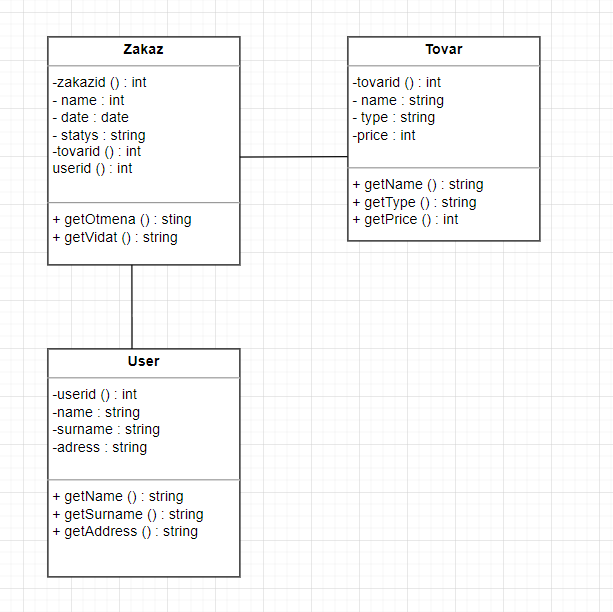 Zakaz
-zakazid () : int
- name : int
- date : date
- statys : string
-tovarid () : int
userid () : int
+ getOtmena () : sting
+ getVidat () : string
Tovar
-tovarid () : int
- name : string
- type : string
-price : int
+ getName () : string
+ getType () : string
+ getPrice () : int
User
-userid () : int
-name : string
-surname : string
-adress : string
+ getName () : string
+ getSurname () : string
+ getAddress () : string